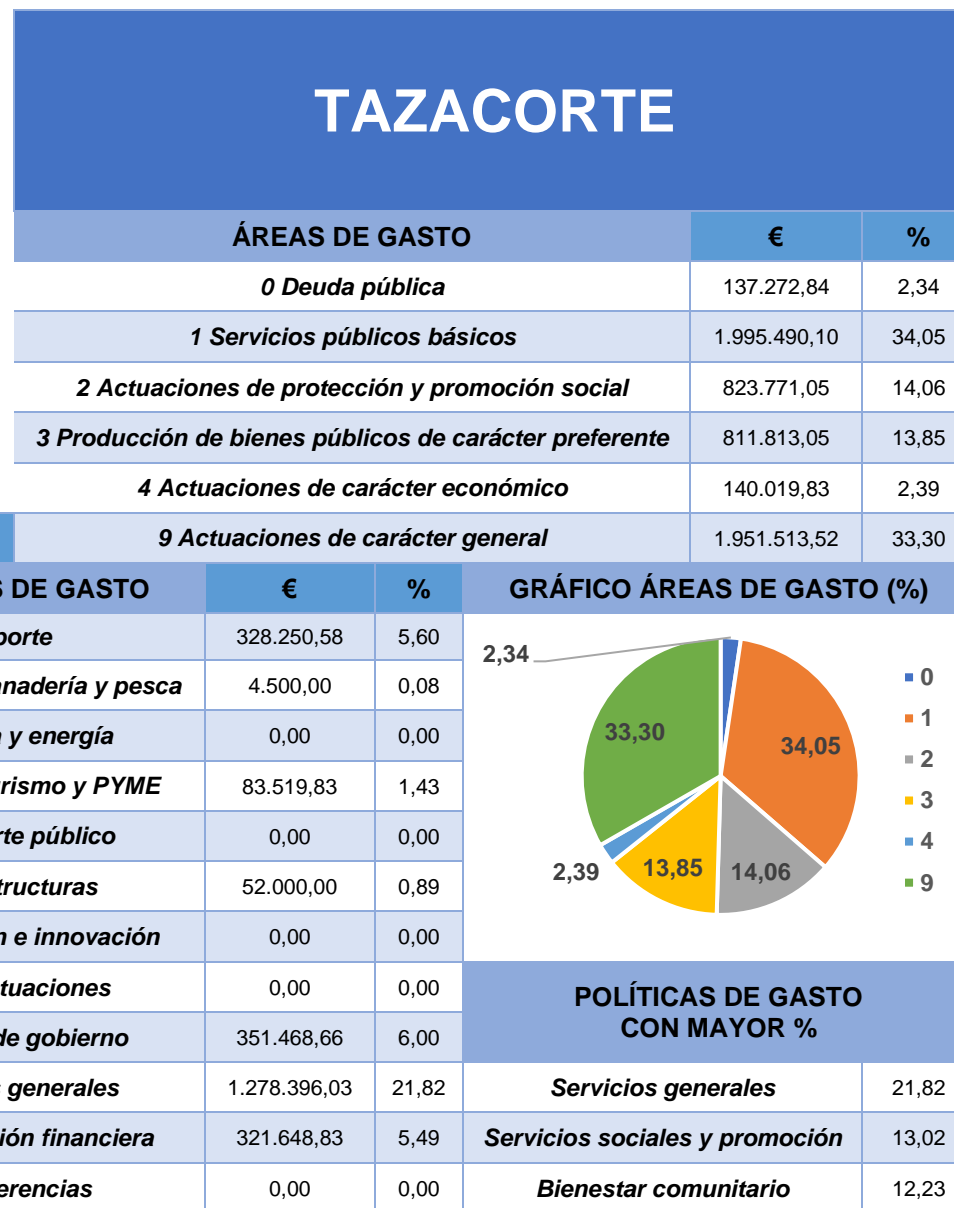 TAZACORTE
ÁREAS DE GASTO € %
0 Deuda pública 137.272,84 2,34
1 Servicios públicos básicos 1.995.490,10 34,05
2 Actuaciones de protección y promoción social 823.771,05 14,06
3 Producción de bienes públicos de carácter preferente 811.813,05 13,85
4 Actuaciones de carácter económico 140.019,83 2,39
9 Actuaciones de carácter general 1.951.513,52 33,30
DE GASTO € %
328.250,58 5,60
y pesca 4.500,00 0,08
y energía 0,00 0,00
y PYME 83.519,83 1,43
público 0,00 0,00
52.000,00 0,89
e innovación 0,00 0,00
0,00 0,00
de gobierno 351.468,66 6,00
generales 1.278.396,03 21,82
financiera 321.648,83 5,49
0,00 0,00
GRÁFICO ÁREAS DE GASTO (%)
2,34
33,30
34,05
2,39
13,85
14,06
0
1
2
3
4
9
POLÍTICAS DE GASTO
CON MAYOR %
Servicios generales 21,82
Servicios sociales y promoción 13,02
Bienestar comunitario 12,23